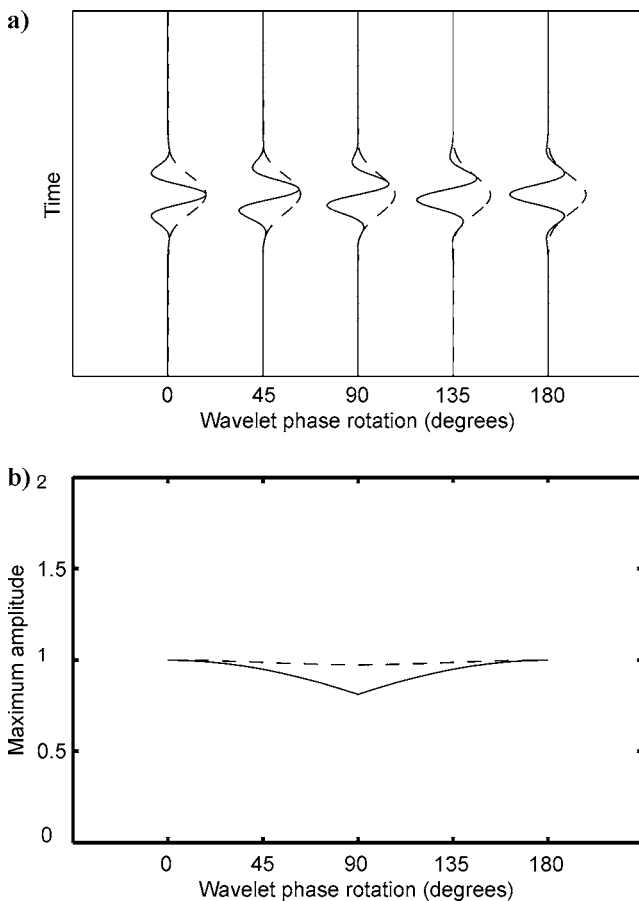 a)
Time
0 45 90 135 180
Wavelet phase rotation (degrees)
b)
2
1.5
1
0.5
0
Maximum amplitude
0 45 90 135 180
Wavelet phase rotation (degrees)